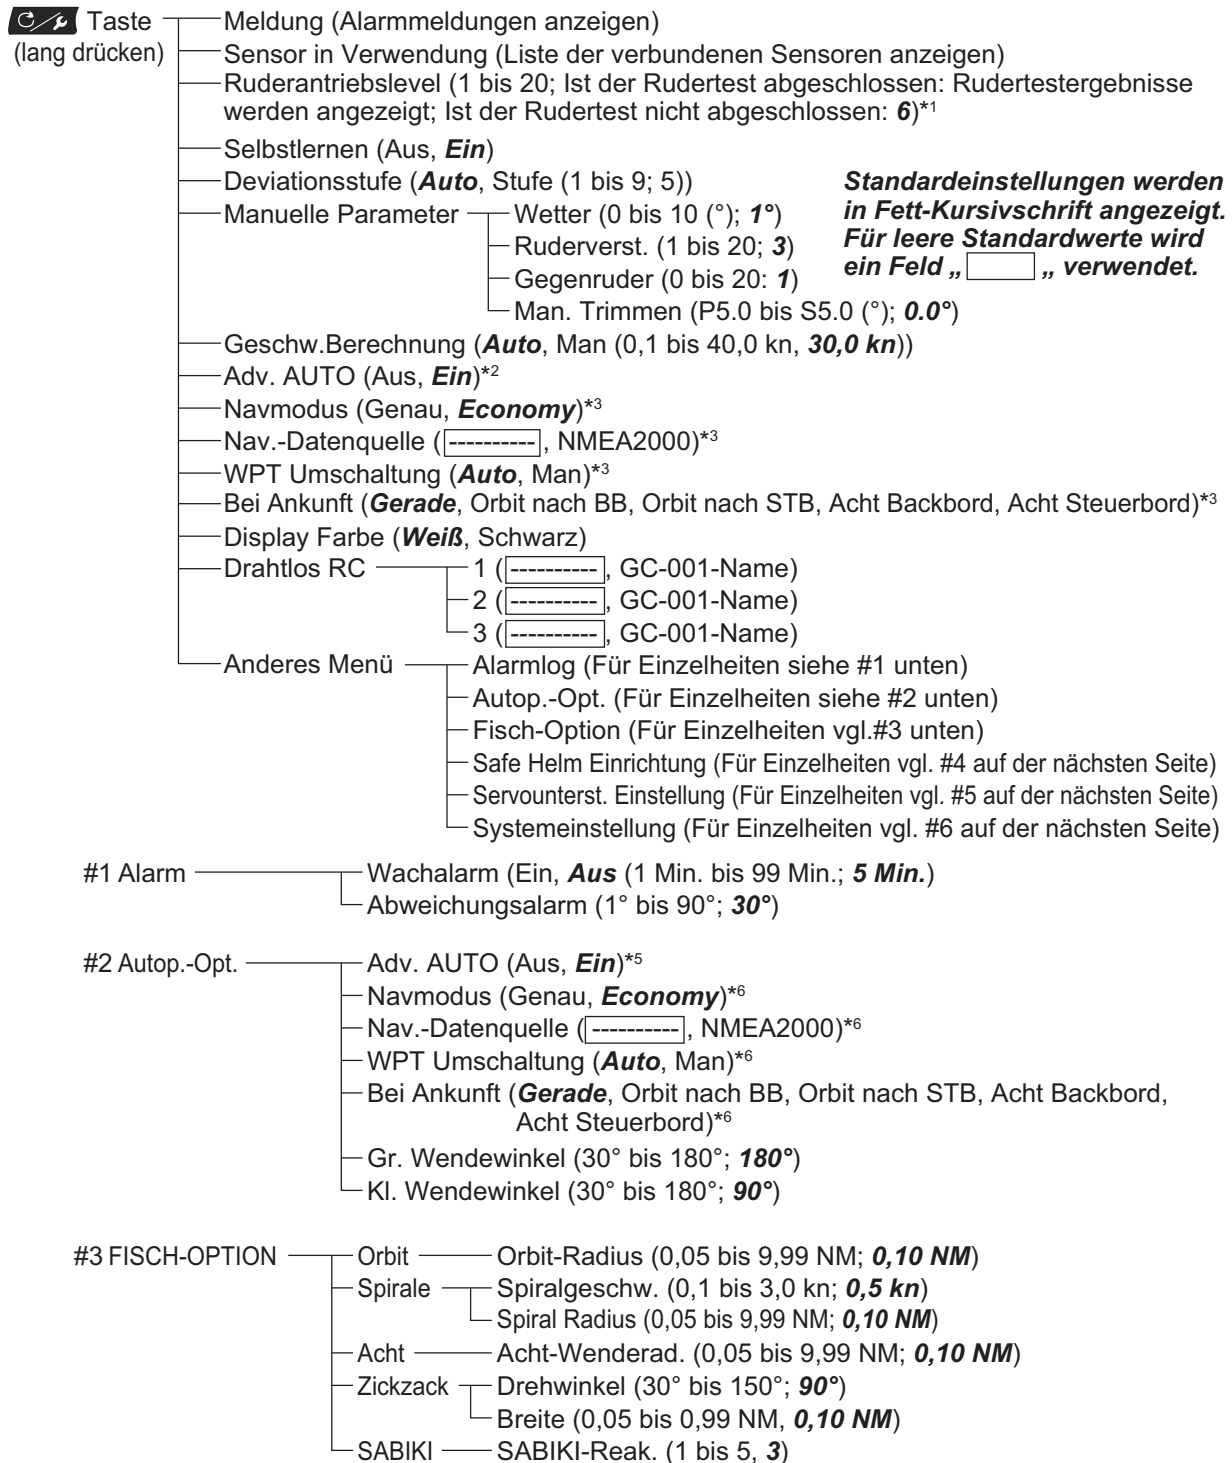 Taste
(lang drücken)
Meldung (Alarmmeldungen anzeigen)
Sensor in Verwendung (Liste der verbundenen Sensoren anzeigen)
Ruderantriebslevel (1 bis 20; Ist der Rudertest abgeschlossen: Rudertestergebnisse
werden angezeigt; Ist der Rudertest nicht abgeschlossen: 6)*1
Selbstlernen (Aus, Ein)
Deviationsstufe (Auto, Stufe (1 bis 9; 5))
Manuelle Parameter
Wetter (0 bis 10 (°); 1°)
Ruderverst. (1 bis 20; 3)
Gegenruder (0 bis 20: 1)
Man. Trimmen (P5.0 bis S5.0 (°); 0.0°)
Standardeinstellungen werden
in Fett-Kursivschrift angezeigt.
Für leere Standardwerte wird
ein Feld „ „ verwendet.
Geschw.Berechnung (Auto, Man (0,1 bis 40,0 kn, 30,0 kn))
Adv. AUTO (Aus, Ein)*2
Navmodus (Genau, Economy)*3
Nav.-Datenquelle (----------, NMEA2000)*3
WPT Umschaltung (Auto, Man)*3
Bei Ankunft (Gerade, Orbit nach BB, Orbit nach STB, Acht Backbord, Acht Steuerbord)*3
Display Farbe (Weiß, Schwarz)
Drahtlos RC
1 (----------, GC-001-Name)
2 (----------, GC-001-Name)
3 (----------, GC-001-Name)
Anderes Menü
Alarmlog (Für Einzelheiten siehe #1 unten)
Autop.-Opt. (Für Einzelheiten siehe #2 unten)
Fisch-Option (Für Einzelheiten vgl.#3 unten)
Safe Helm Einrichtung (Für Einzelheiten vgl. #4 auf der nächsten Seite)
Servounterst. Einstellung (Für Einzelheiten vgl. #5 auf der nächsten Seite)
Systemeinstellung (Für Einzelheiten vgl. #6 auf der nächsten Seite)
#1 Alarm
Wachalarm (Ein, Aus (1 Min. bis 99 Min.; 5 Min.)
Abweichungsalarm (1° bis 90°; 30°)
#2 Autop.-Opt.
Adv. AUTO (Aus, Ein)*5
Navmodus (Genau, Economy)*6
Nav.-Datenquelle (----------, NMEA2000)*6
WPT Umschaltung (Auto, Man)*6
Bei Ankunft (Gerade, Orbit nach BB, Orbit nach STB, Acht Backbord,
Acht Steuerbord)*6
Gr. Wendewinkel (30° bis 180°; 180°)
Kl. Wendewinkel (30° bis 180°; 90°)
#3 FISCH-OPTION
Orbit
Orbit-Radius (0,05 bis 9,99 NM; 0,10 NM)
Spirale
Spiralgeschw. (0,1 bis 3,0 kn; 0,5 kn)
Spiral Radius (0,05 bis 9,99 NM; 0,10 NM)
Acht
Acht-Wenderad. (0,05 bis 9,99 NM; 0,10 NM)
Zickzack
Drehwinkel (30° bis 150°; 90°)
Breite (0,05 bis 0,99 NM, 0,10 NM)
SABIKI
SABIKI-Reak. (1 bis 5, 3)